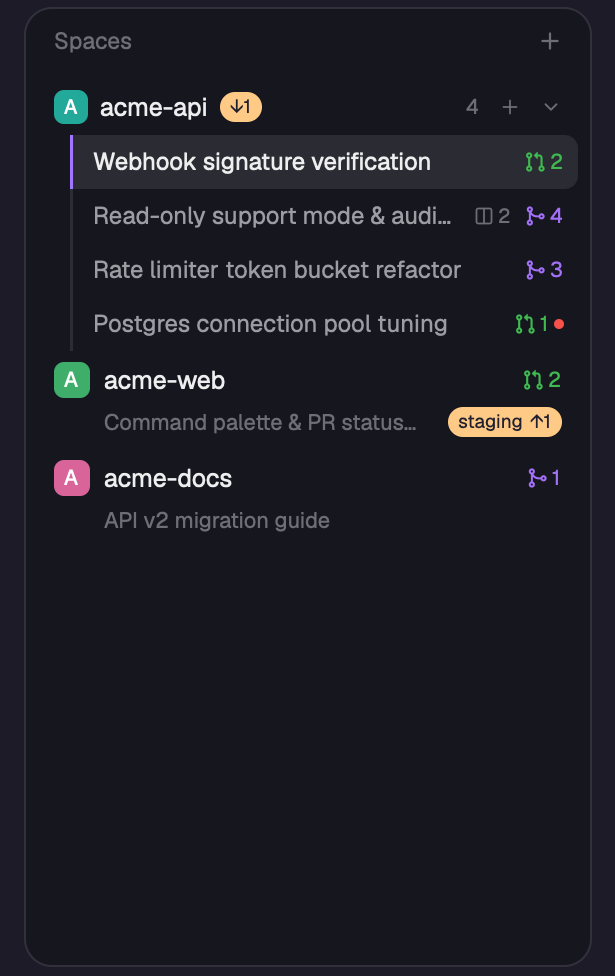 Spaces
A acme-api ↓1 4
Webhook signature verification 2
Read-only support mode & audi... 2 4
Rate limiter token bucket refactor 3
Postgres connection pool tuning 1
A acme-web 2
Command palette & PR status... staging ↑1
A acme-docs 1
API v2 migration guide